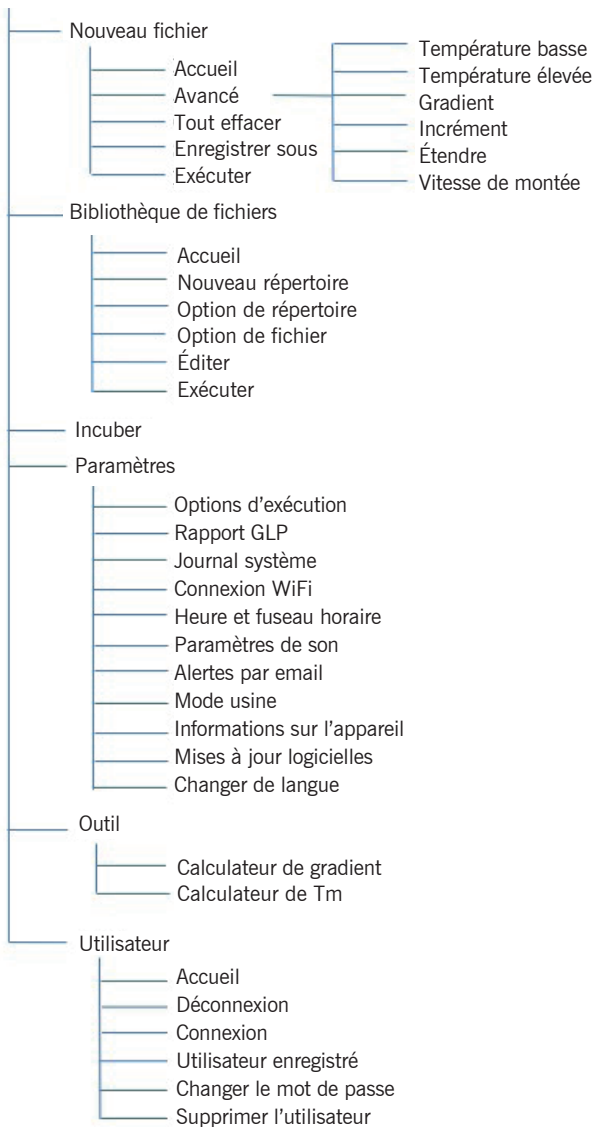 Nouveau fichier
Accueil
Avancé
Température basse
Température élevée
Gradient
Incrément
Étendre
Vitesse de montée
Tout effacer
Enregistrer sous
Exécuter
Bibliothèque de fichiers
Accueil
Nouveau répertoire
Option de répertoire
Option de fichier
Éditer
Exécuter
Incuber
Paramètres
Options d’exécution
Rapport GLP
Journal système
Connexion WiFi
Heure et fuseau horaire
Paramètres de son
Alertes par email
Mode usine
Informations sur l’appareil
Mises à jour logicielles
Changer de langue
Outil
Calculateur de gradient
Calculateur de Tm
Utilisateur
Accueil
Déconnexion
Connexion
Utilisateur enregistré
Changer le mot de passe
Supprimer l’utilisateur